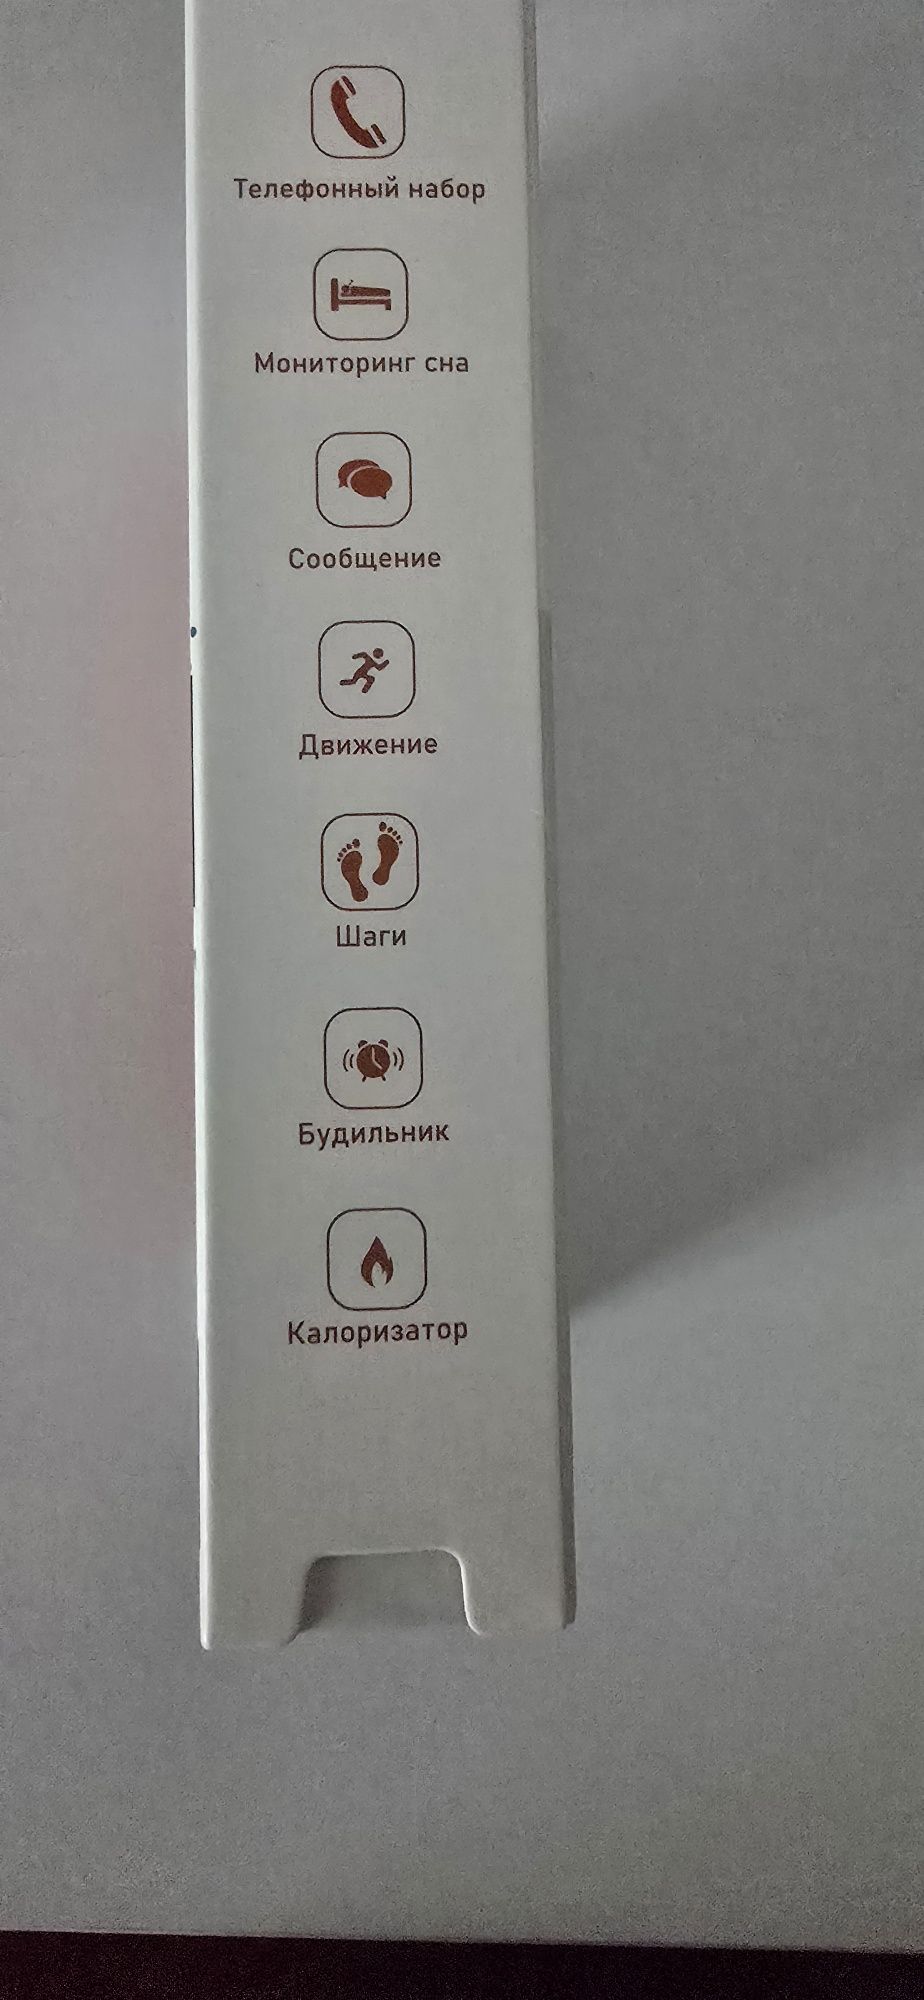 Телефонный набор
Мониторинг сна
Сообщение
Движение
Шаги
Будильник
Калоризатор